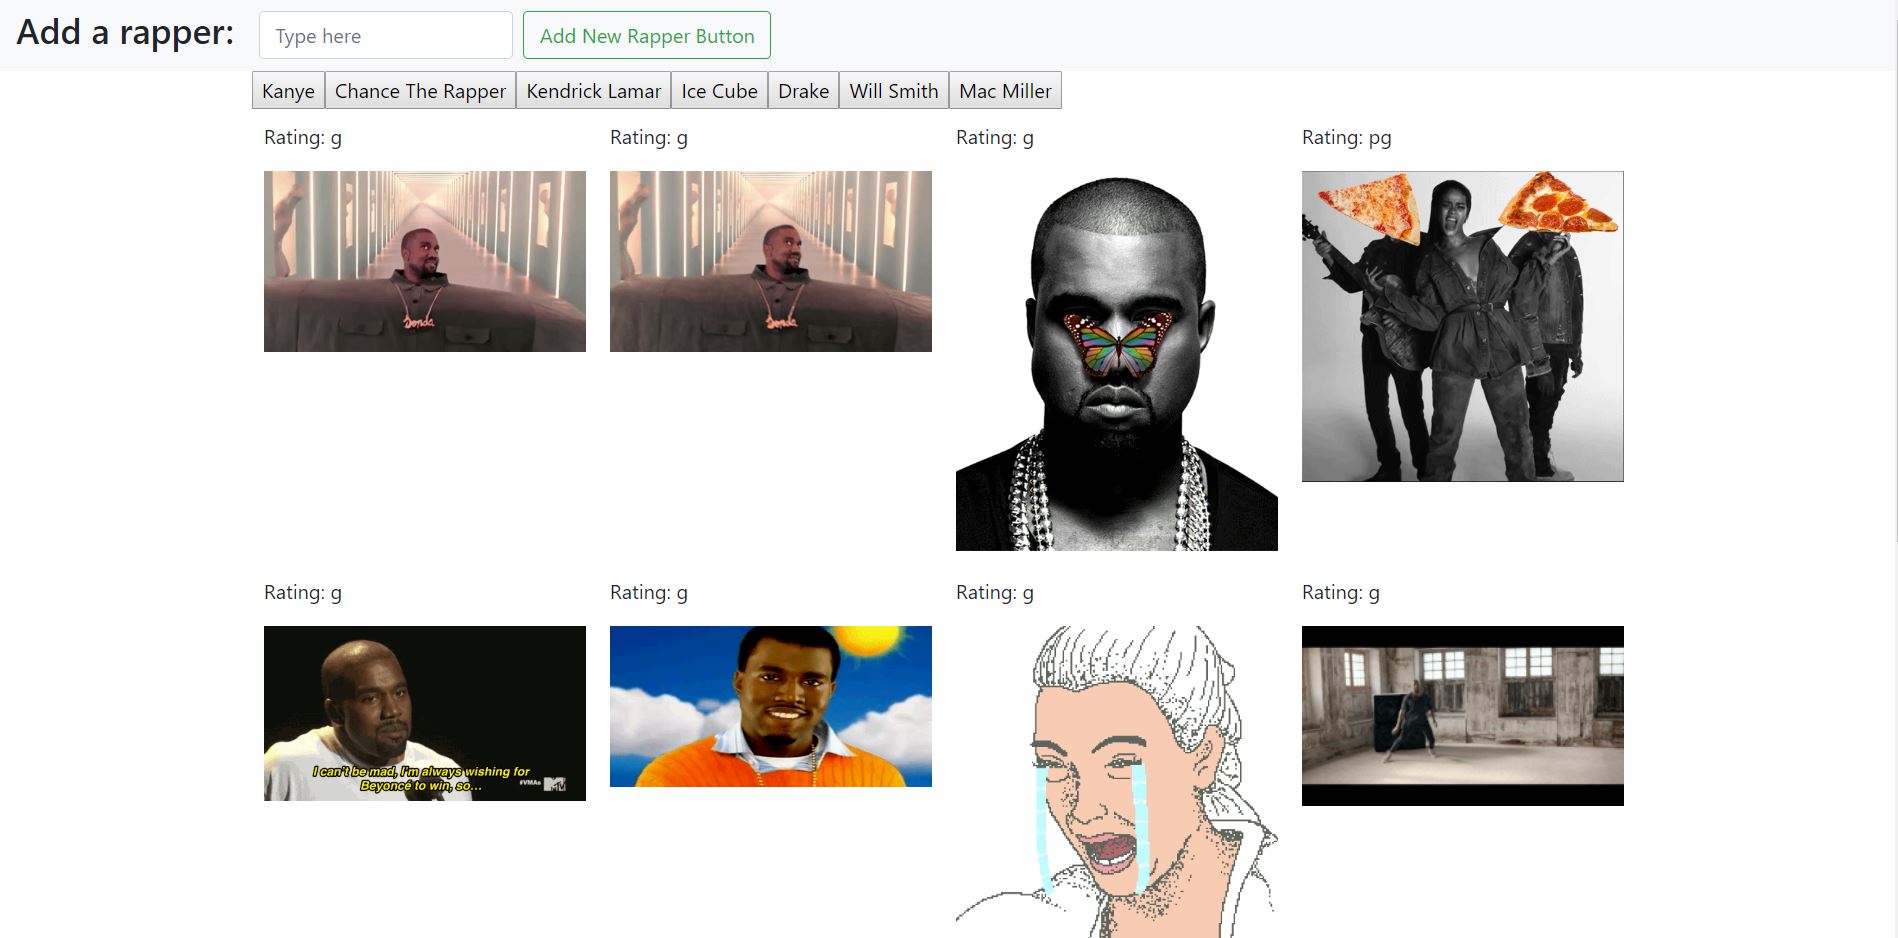 Add a rapper:
Type here
Add New Rapper Button
Kanye
Chance The Rapper
Kendrick Lamar
Ice Cube
Drake
Will Smith
Mac Miller
Rating: g
Rating: g
Rating: g
Rating: pg
Donda
Donda
Rating: g
Rating: g
Rating: g
Rating: g
I can't be mad, I'm always wishing for
Beyoncé to win, so...
#VMAs
MTV